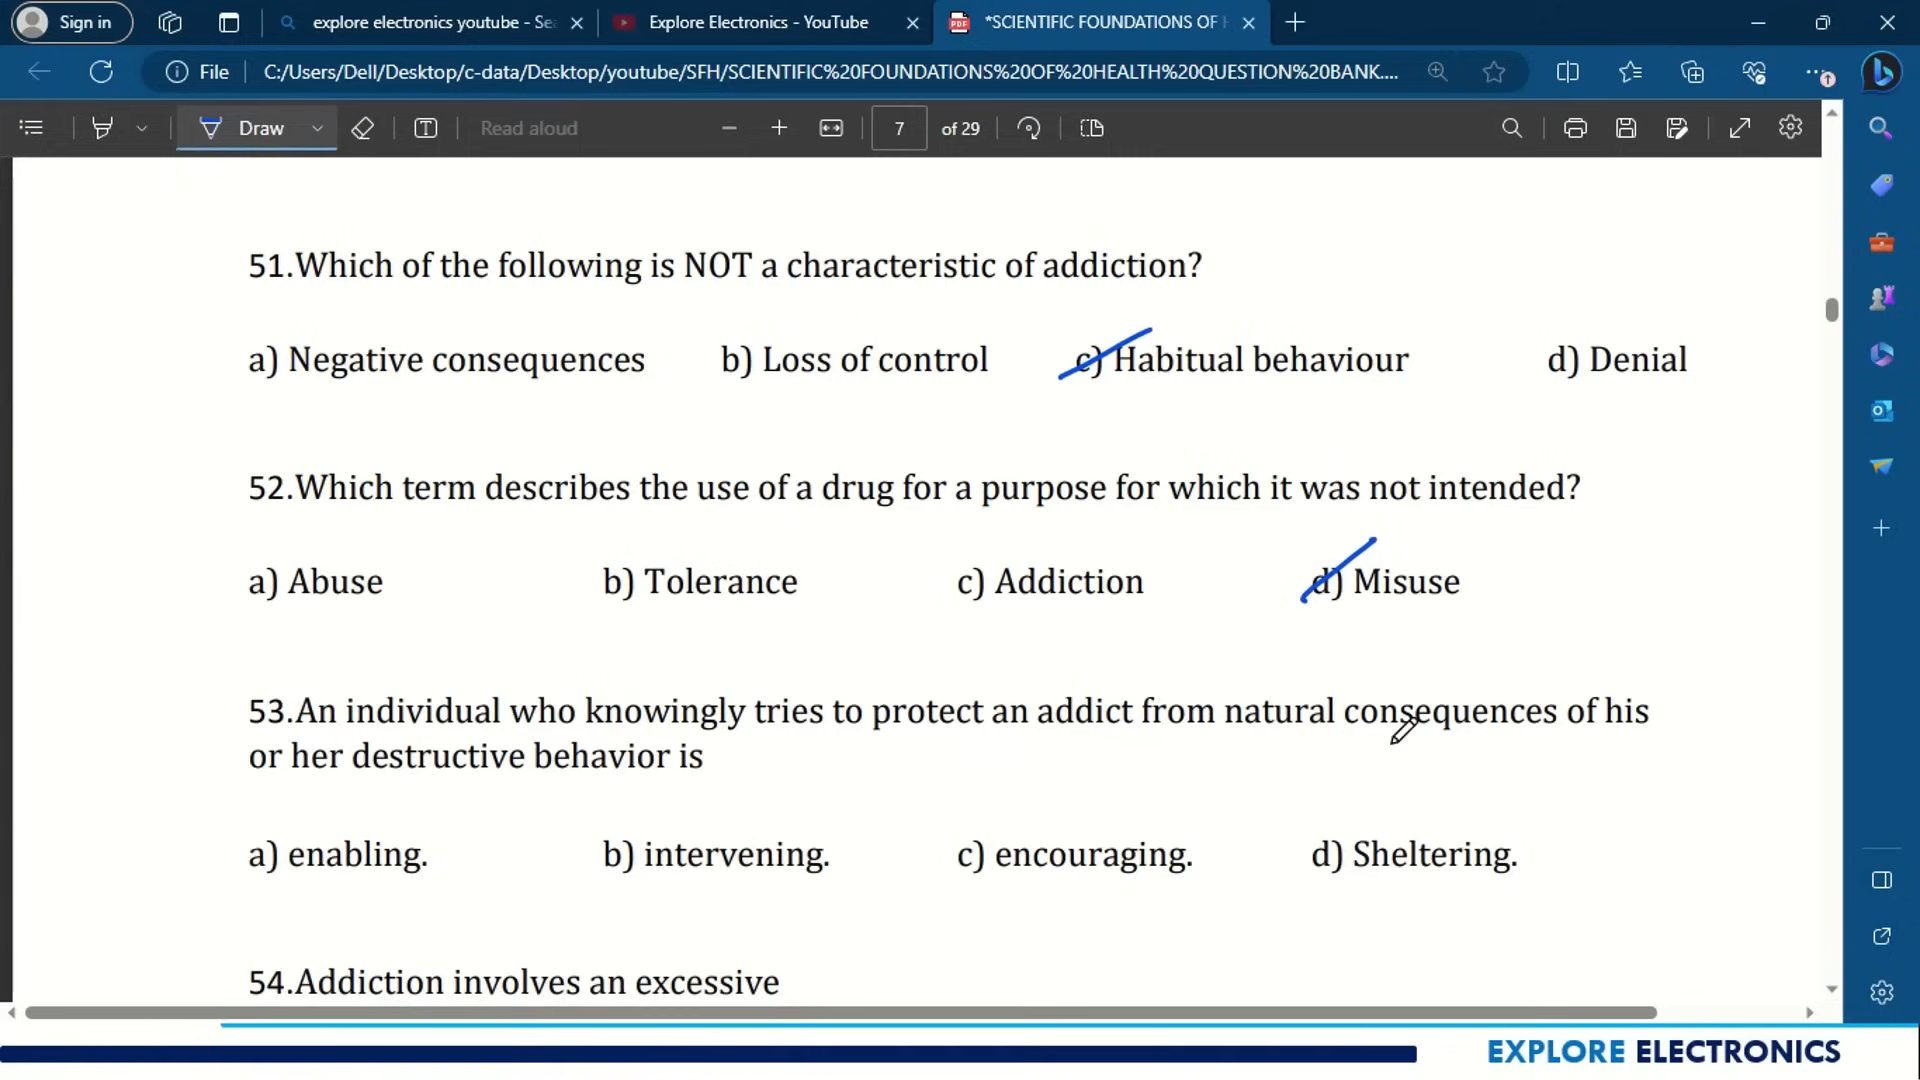 Sign in
explore electronics youtube - Se
Explore Electronics - YouTube
*SCIENTIFIC FOUNDATIONS OF
File
C:/Users/Dell/Desktop/c-data/Desktop/youtube/SFH/SCIENTIFIC%20FOUNDATIONS%20OF%20HEALTH%20QUESTION%20BANK....
Draw
Read aloud
7 of 29
51.Which of the following is NOT a characteristic of addiction?
a) Negative consequences b) Loss of control c) Habitual behaviour d) Denial
52.Which term describes the use of a drug for a purpose for which it was not intended?
a) Abuse b) Tolerance c) Addiction d) Misuse
53.An individual who knowingly tries to protect an addict from natural consequences of his
or her destructive behavior is
a) enabling. b) intervening. c) encouraging. d) Sheltering.
54.Addiction involves an excessive
EXPLORE ELECTRONICS